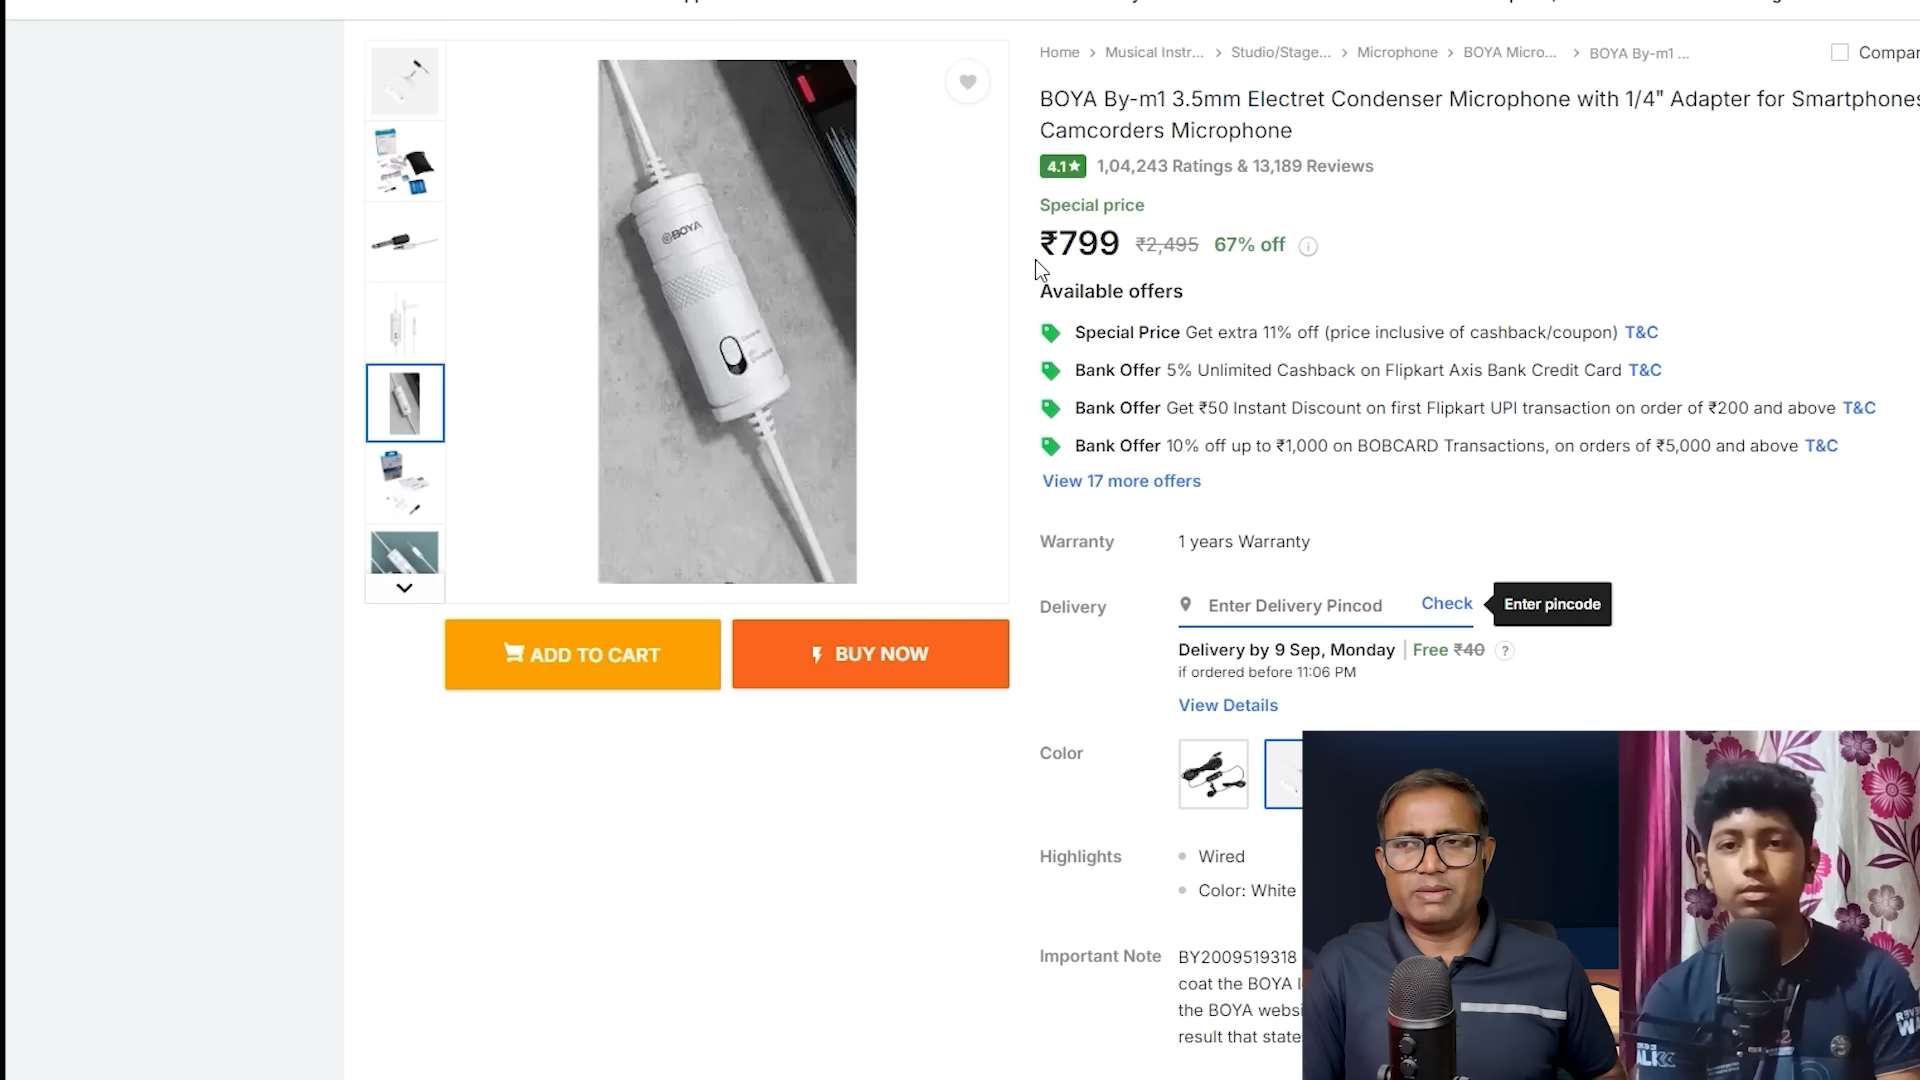 Home > Musical Instr... > Studio/Stage... > Microphone > BOYA Micro... > BOYA By-m1 ...
Compar
BOYA By-m1 3.5mm Electret Condenser Microphone with 1/4" Adapter for Smartphones
Camcorders Microphone
4.1★ 1,04,243 Ratings & 13,189 Reviews
Special price
₹799 ₹2,495 67% off
Available offers
Special Price Get extra 11% off (price inclusive of cashback/coupon) T&C
Bank Offer 5% Unlimited Cashback on Flipkart Axis Bank Credit Card T&C
Bank Offer Get ₹50 Instant Discount on first Flipkart UPI transaction on order of ₹200 and above T&C
Bank Offer 10% off up to ₹1,000 on BOBCARD Transactions, on orders of ₹5,000 and above T&C
View 17 more offers
BOYA
ADD TO CART
BUY NOW
Warranty 1 years Warranty
Delivery Enter Delivery Pincod Check Enter pincode
Delivery by 9 Sep, Monday | Free ₹40 ?
if ordered before 11:06 PM
View Details
Color
Highlights Wired
Color: White
Important Note BY2009519318
coat the BOYA
the BOYA websi
result that state